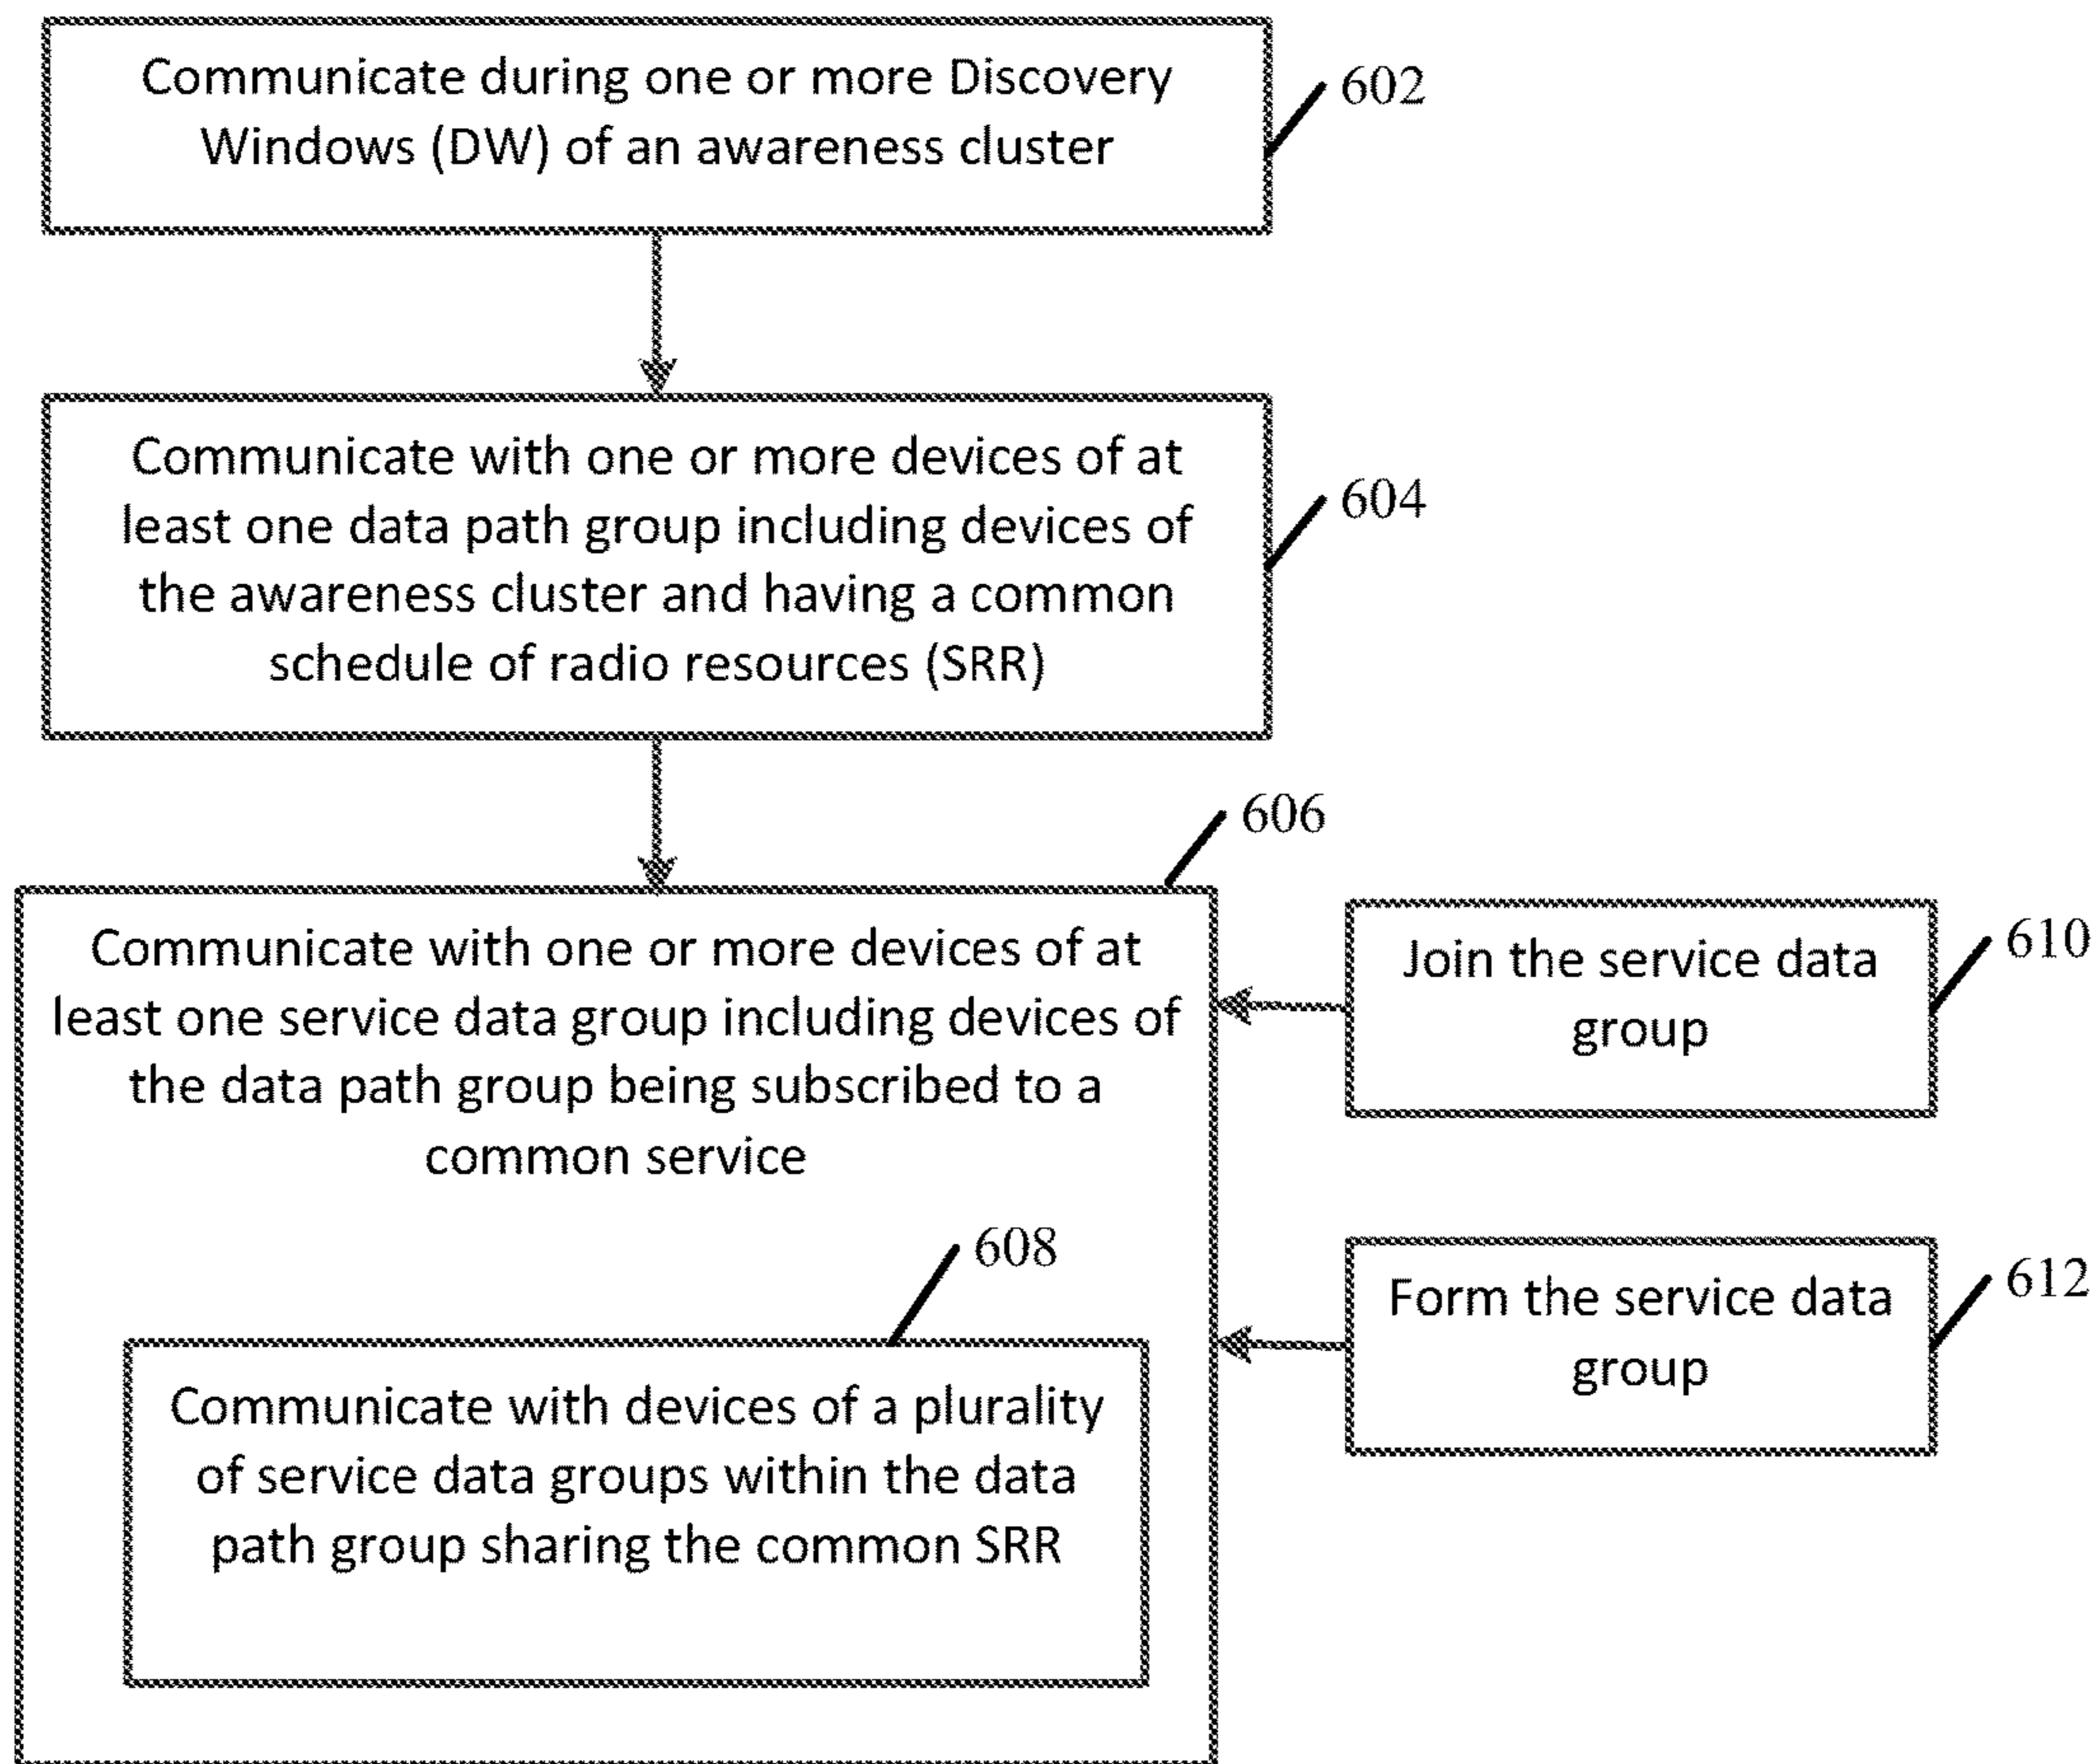 Communicate during one or more Discovery
Windows (DW) of an awareness cluster
602
Communicate with one or more devices of at
least one data path group including devices of
the awareness cluster and having a common
schedule of radio resources (SRR)
604
606
Communicate with one or more devices of at
least one service data group including devices of
the data path group being subscribed to a
common service
610
Join the service data
group
608
Communicate with devices of a plurality
of service data groups within the data
path group sharing the common SRR
612
Form the service data
group